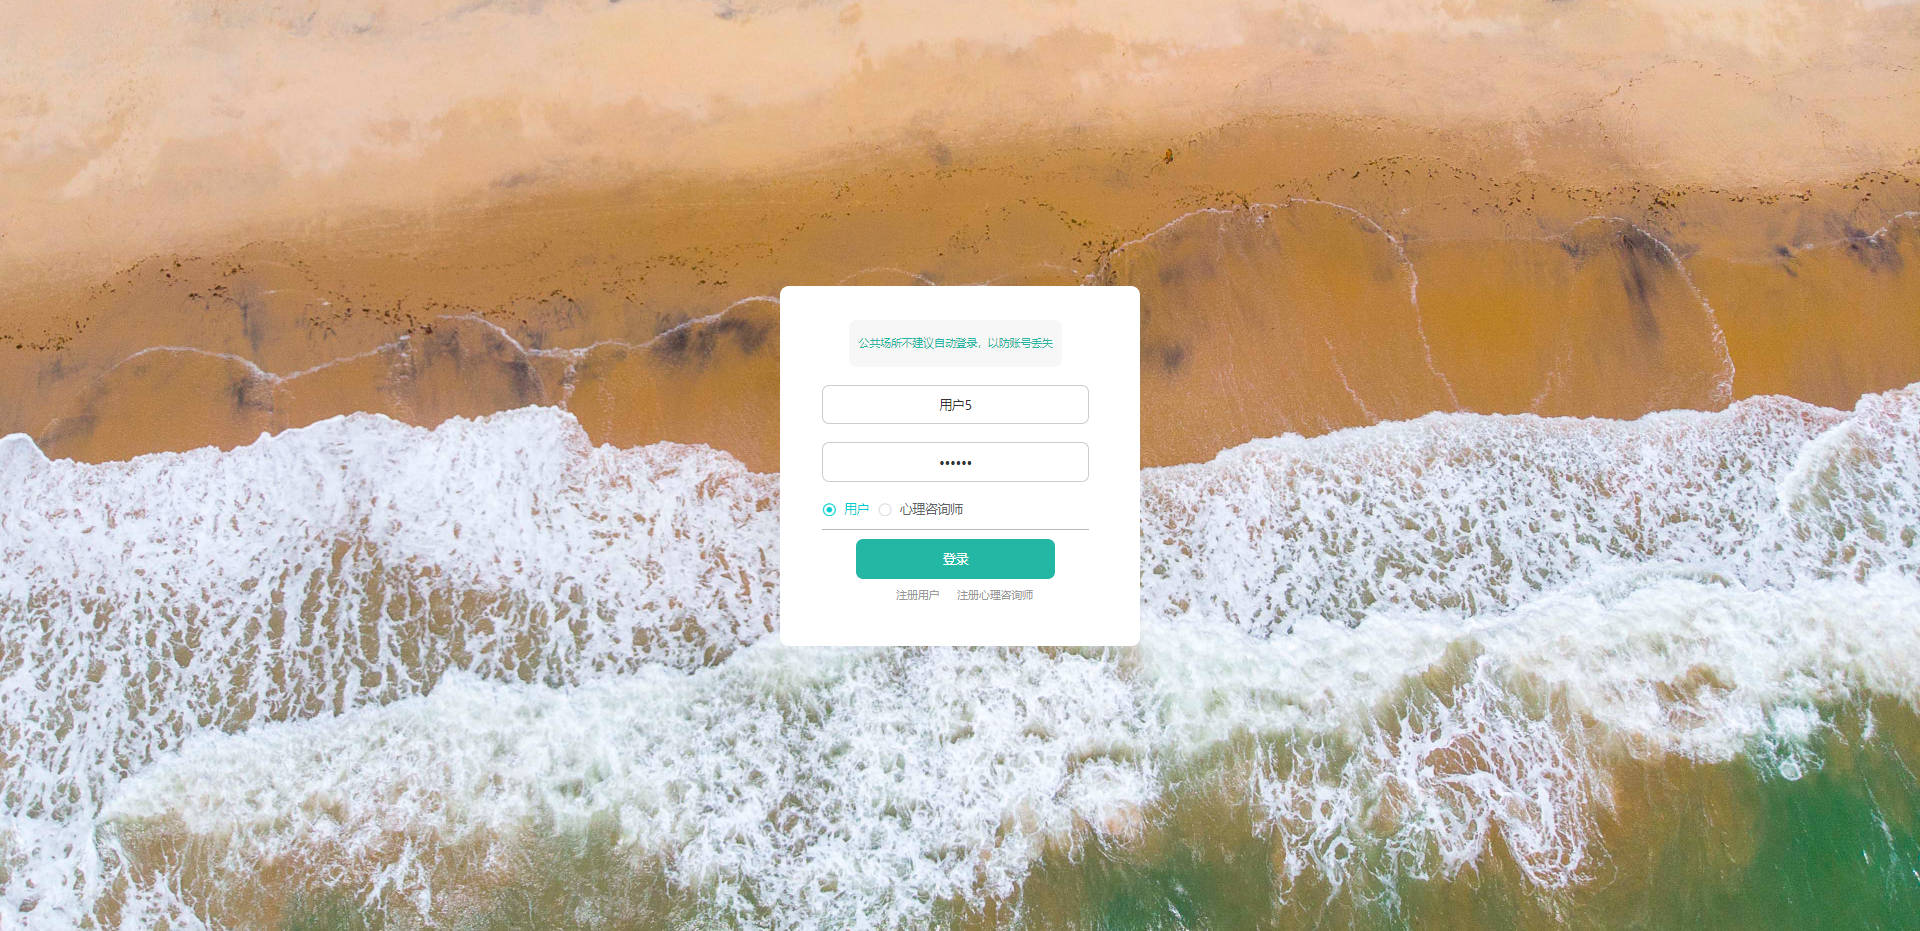 公共场所不建议自动登录，以防账号丢失
用户5
••••••
用户 心理咨询师
登录
注册用户 注册心理咨询师